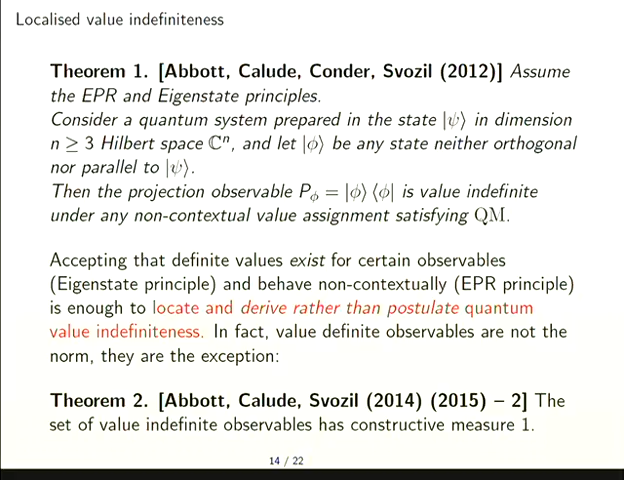 Localised value indefiniteness
Theorem 1. [Abbott, Calude, Conder, Svozil (2012)] Assume
the EPR and Eigenstate principles.
Consider a quantum system prepared in the state |ψ⟩ in dimension
n ≥ 3 Hilbert space ℂⁿ, and let |ϕ⟩ be any state neither orthogonal
nor parallel to |ψ⟩.
Then the projection observable P_ϕ = |ϕ⟩ ⟨ϕ| is value indefinite
under any non-contextual value assignment satisfying QM.
Accepting that definite values exist for certain observables
(Eigenstate principle) and behave non-contextually (EPR principle)
is enough to locate and derive rather than postulate quantum
value indefiniteness. In fact, value definite observables are not the
norm, they are the exception:
Theorem 2. [Abbott, Calude, Svozil (2014) (2015) – 2] The
set of value indefinite observables has constructive measure 1.
14 / 22